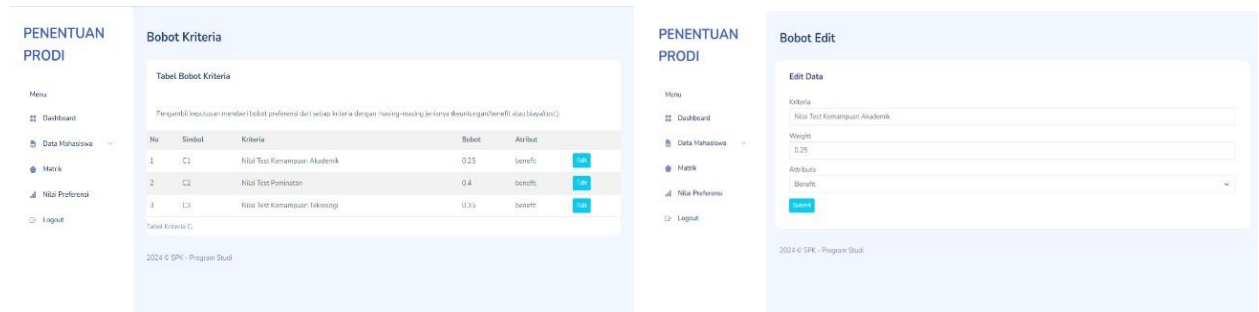 PENENTUAN
PRODI
Menu
Dashboard
Data Mahasiswa
Matrik
Nilai Preferensi
Logout
Bobot Kriteria
Tabel Bobot Kriteria
Pengambil keputusan memberi bobot preferensi dari setiap kriteria dengan masing-masing jenisnya (keuntungan/benefit atau biaya/cost):
No Simbol Kriteria Bobot Atribut
1 C1 Nilai Test Kemampuan Akademik 0.25 benefit Edit
2 C2 Nilai Test Peminatan 0.4 benefit Edit
3 C3 Nilai Test Kemampuan Teknologi 0.35 benefit Edit
Tabel Kriteria Ci
2024 © SPK - Program Studi
PENENTUAN
PRODI
Menu
Dashboard
Data Mahasiswa
Matrik
Nilai Preferensi
Logout
Bobot Edit
Edit Data
Kriteria
Nilai Test Kemampuan Akademik
Weight
0.25
Attribute
Benefit
Submit
2024 © SPK - Program Studi